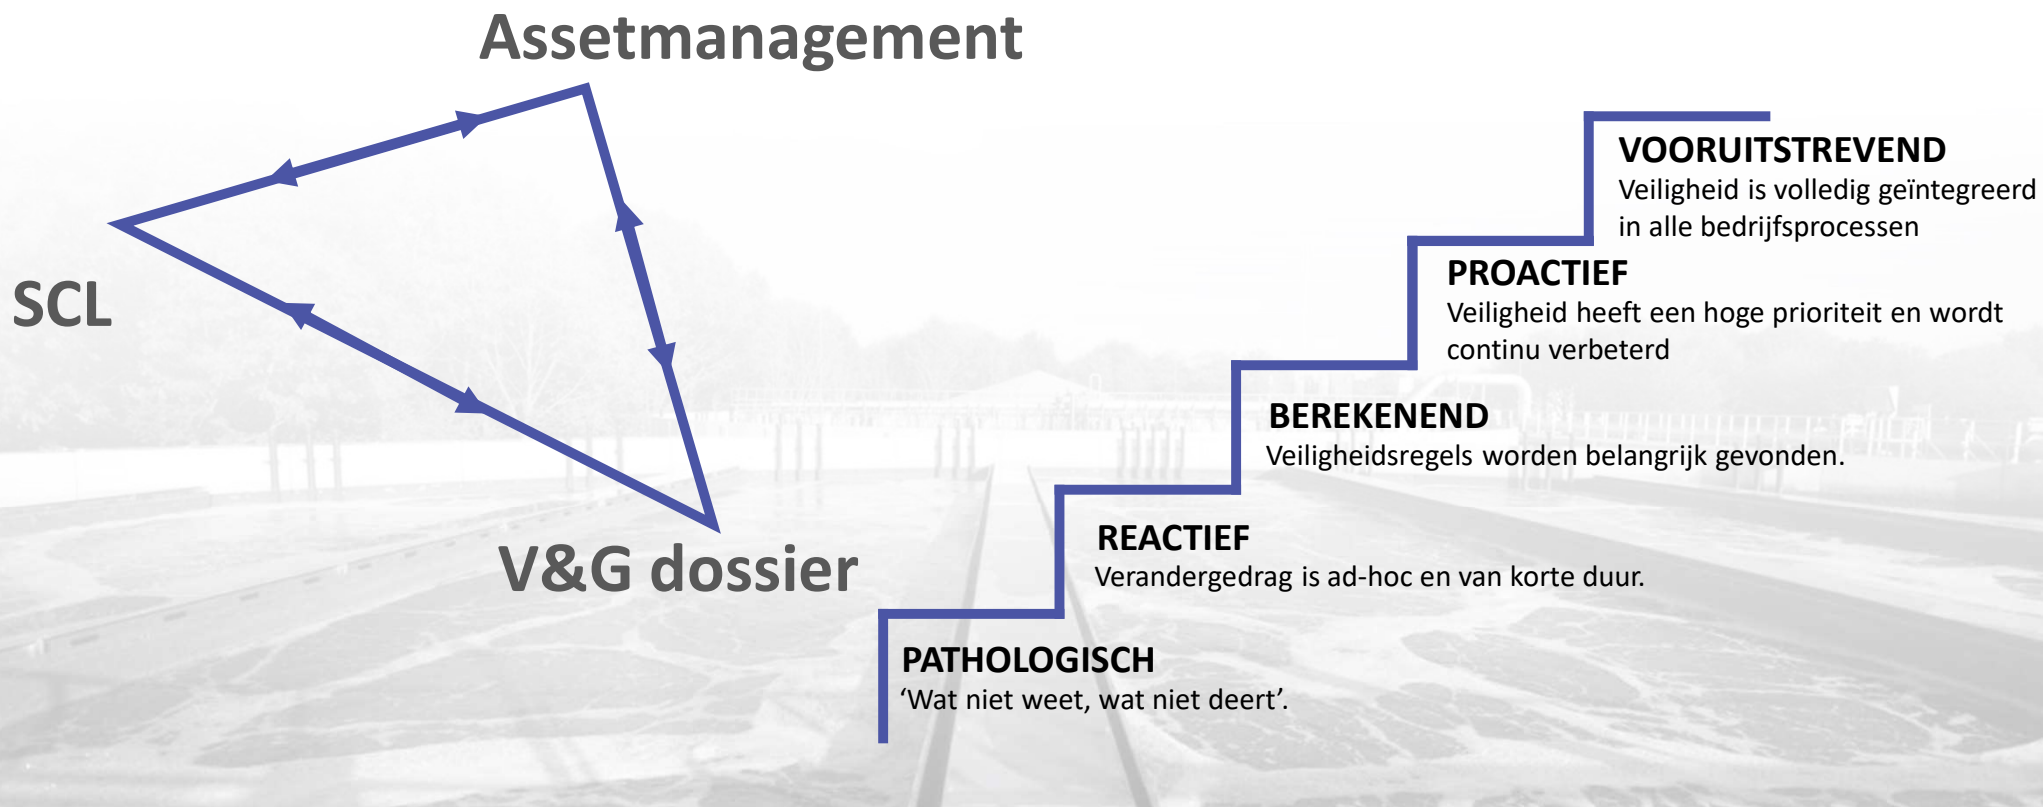 Assetmanagement
SCL
V&G dossier
VOORUITSTREVEND
Veiligheid is volledig geïntegreerd
in alle bedrijfsprocessen
PROACTIEF
Veiligheid heeft een hoge prioriteit en wordt
continu verbeterd
BEREKENEND
Veiligheidsregels worden belangrijk gevonden.
REACTIEF
Verandergedrag is ad-hoc en van korte duur.
PATHOLOGISCH
‘Wat niet weet, wat niet deert’.